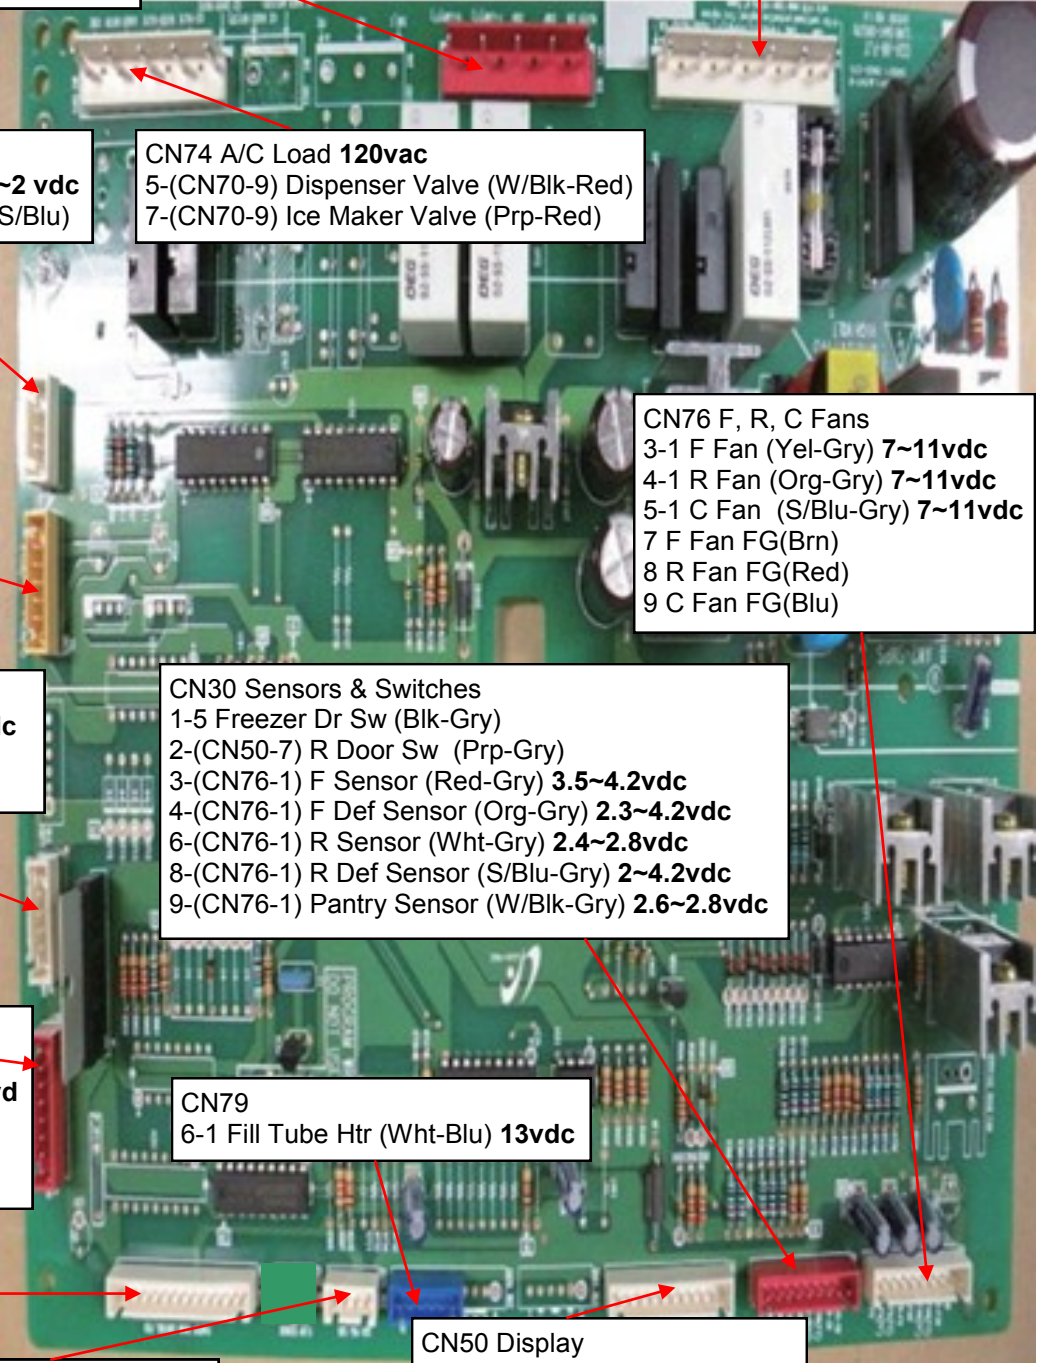 CN74 A/C Load 120vac
5-(CN70-9) Dispenser Valve (W/Blk-Red)
7-(CN70-9) Ice Maker Valve (Prp-Red)
~2 vdc
S/Blu)
CN76 F, R, C Fans
3-1 F Fan (Yel-Gry) 7~11vdc
4-1 R Fan (Org-Gry) 7~11vdc
5-1 C Fan (S/Blu-Gry) 7~11vdc
7 F Fan FG(Brn)
8 R Fan FG(Red)
9 C Fan FG(Blu)
CN30 Sensors & Switches
1-5 Freezer Dr Sw (Blk-Gry)
2-(CN50-7) R Door Sw (Prp-Gry)
3-(CN76-1) F Sensor (Red-Gry) 3.5~4.2vdc
4-(CN76-1) F Def Sensor (Org-Gry) 2.3~4.2vdc
6-(CN76-1) R Sensor (Wht-Gry) 2.4~2.8vdc
8-(CN76-1) R Def Sensor (S/Blu-Gry) 2~4.2vdc
9-(CN76-1) Pantry Sensor (W/Blk-Gry) 2.6~2.8vdc
CN79
6-1 Fill Tube Htr (Wht-Blu) 13vdc
CN50 Display